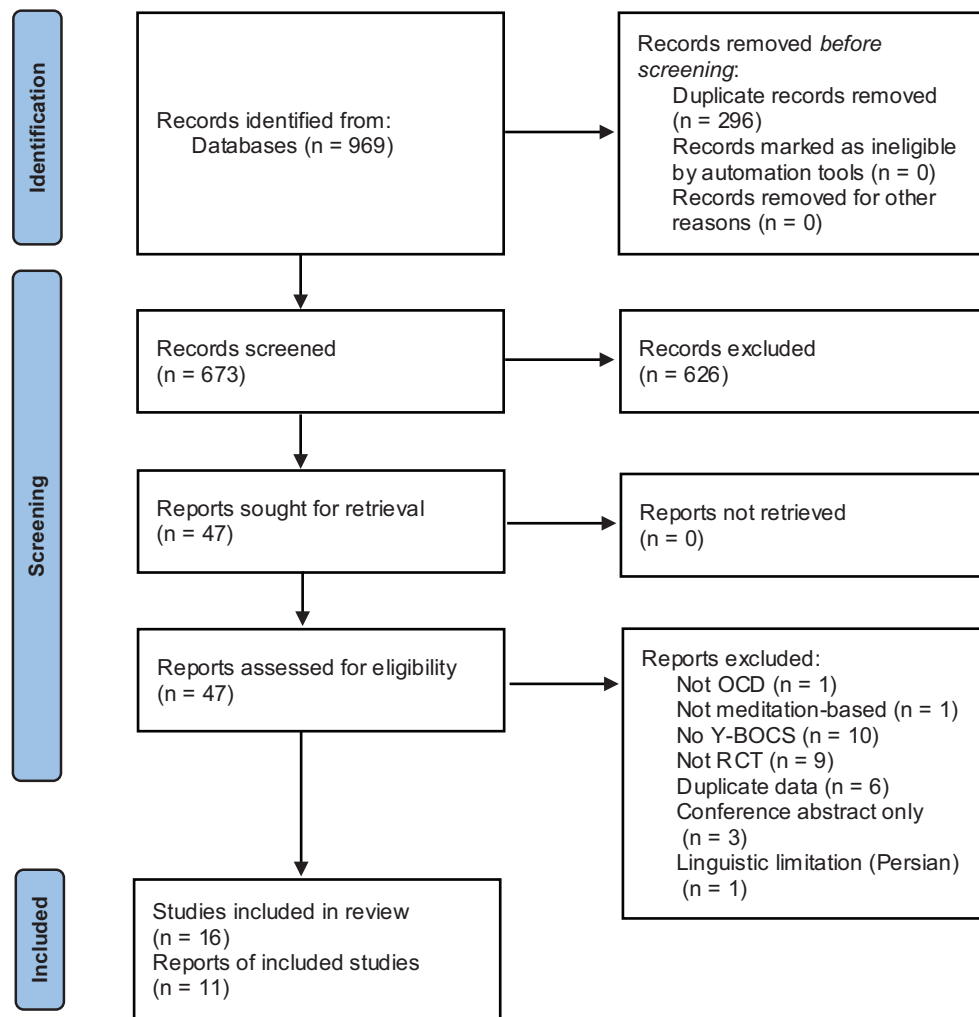 Identification
Records identified from:
Databases (n = 969)
Records removed before
screening:
Duplicate records removed
(n = 296)
Records marked as ineligible
by automation tools (n = 0)
Records removed for other
reasons (n = 0)
Screening
Records screened
(n = 673)
Records excluded
(n = 626)
Reports sought for retrieval
(n = 47)
Reports not retrieved
(n = 0)
Reports assessed for eligibility
(n = 47)
Reports excluded:
Not OCD (n = 1)
Not meditation-based (n = 1)
No Y-BOCS (n = 10)
Not RCT (n = 9)
Duplicate data (n = 6)
Conference abstract only
(n = 3)
Linguistic limitation (Persian)
(n = 1)
Included
Studies included in review
(n = 16)
Reports of included studies
(n = 11)